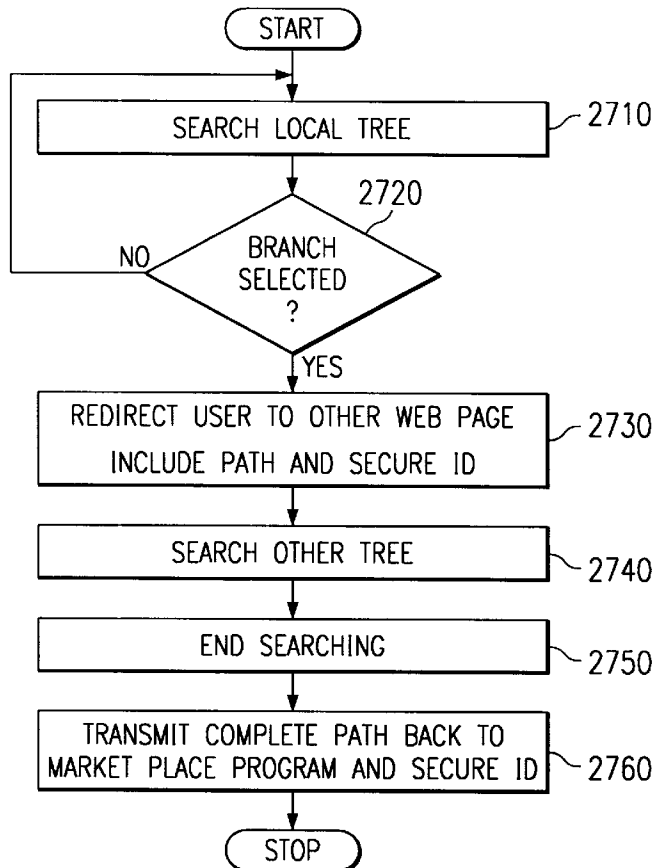 START
SEARCH LOCAL TREE
2710
2720
BRANCH
SELECTED
?
NO
YES
REDIRECT USER TO OTHER WEB PAGE
INCLUDE PATH AND SECURE ID
2730
SEARCH OTHER TREE
2740
END SEARCHING
2750
TRANSMIT COMPLETE PATH BACK TO
MARKET PLACE PROGRAM AND SECURE ID
2760
STOP